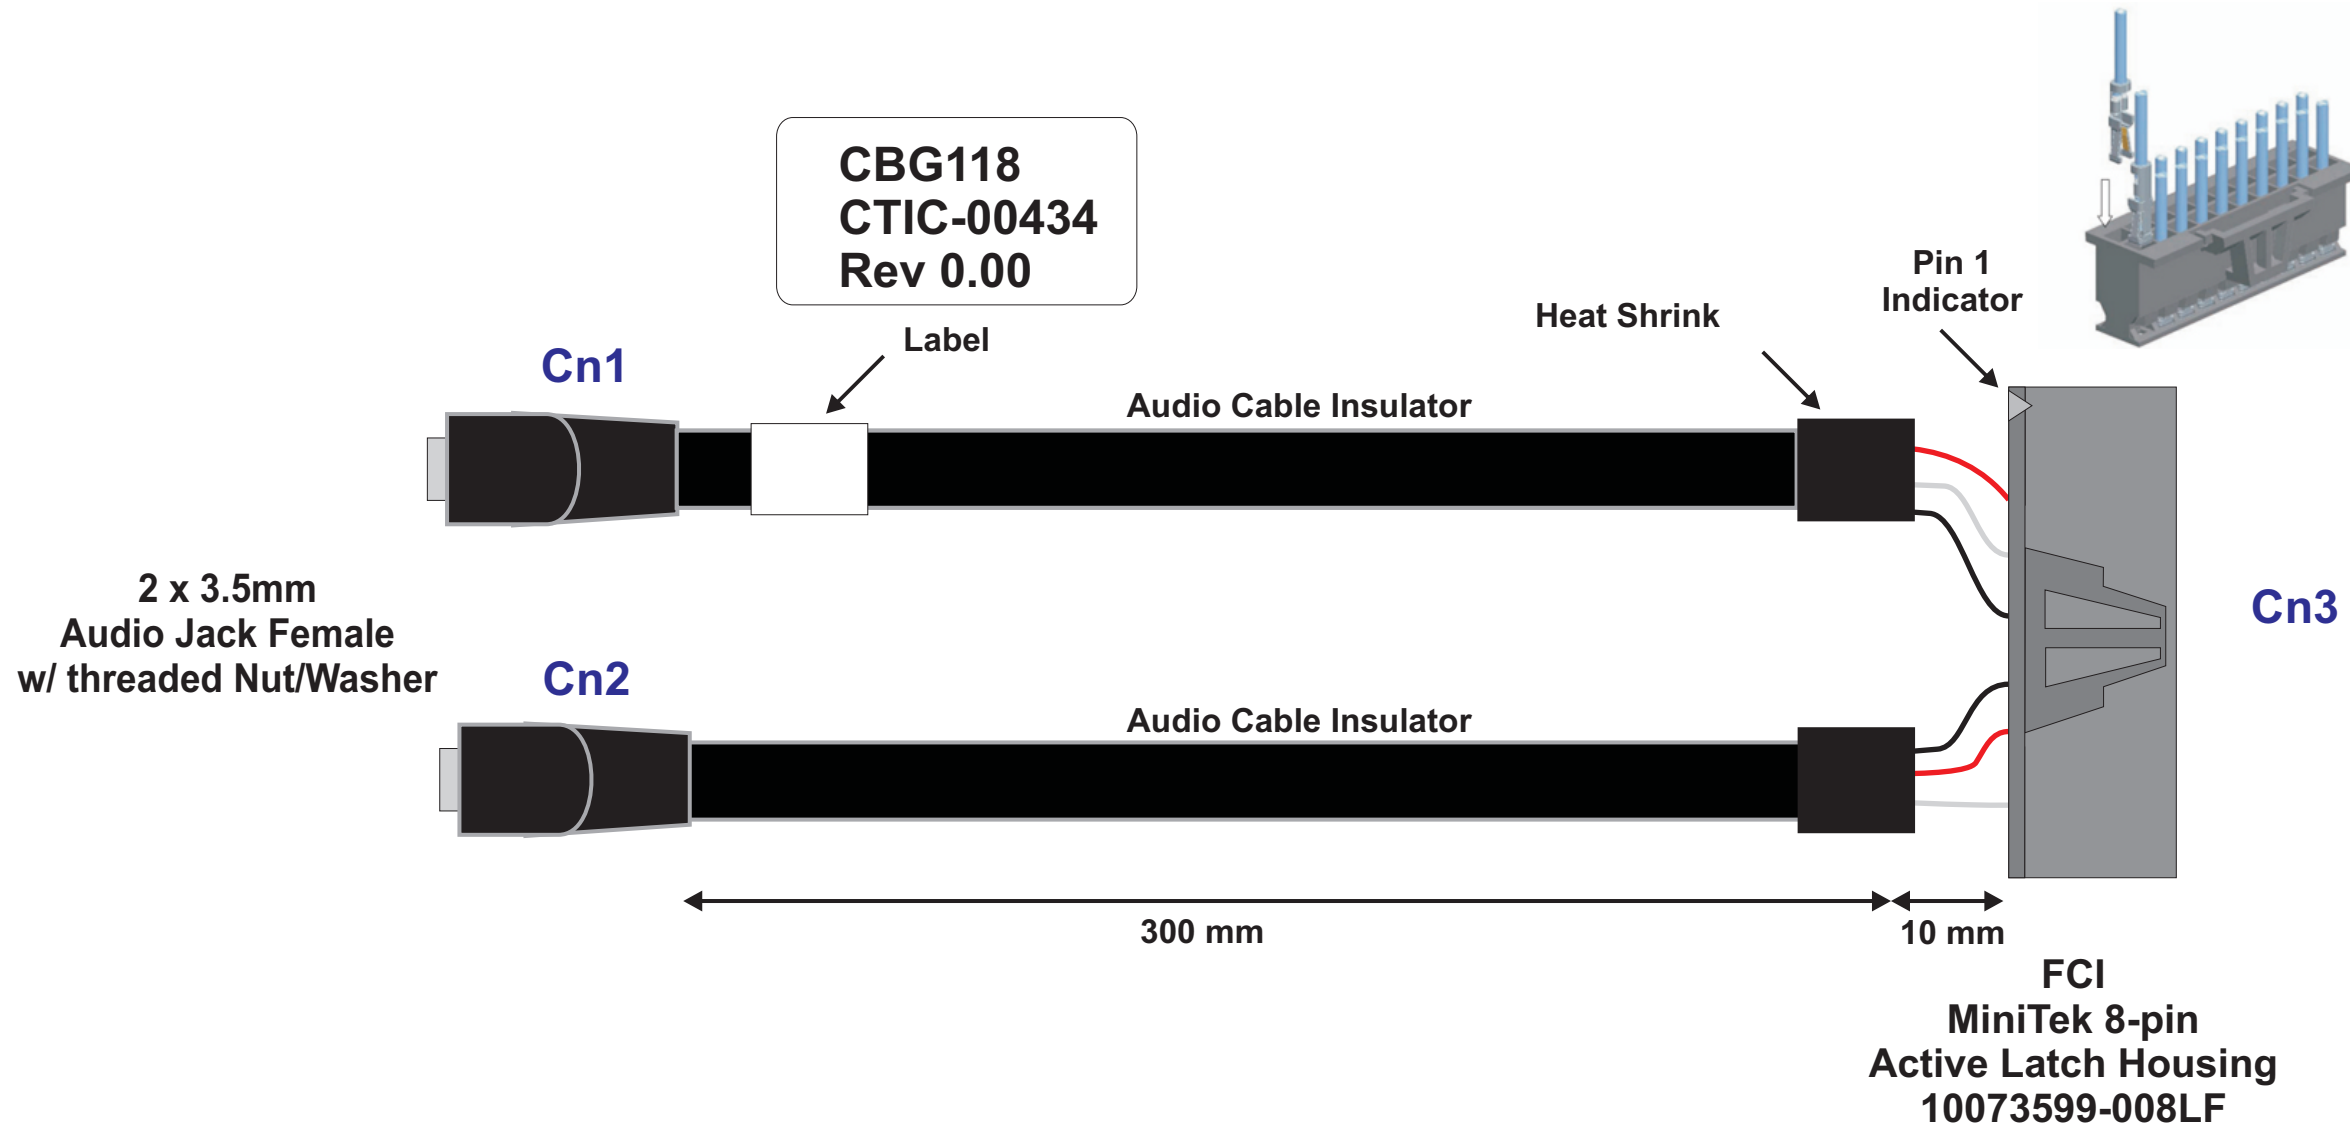 CBG118
CTIC-00434
Rev 0.00
Label
Pin 1
Indicator
Heat Shrink
Cn1
Audio Cable Insulator
2 x 3.5mm
Audio Jack Female
w/ threaded Nut/Washer
Cn3
Cn2
Audio Cable Insulator
300 mm
10 mm
FCI
MiniTek 8-pin
Active Latch Housing
10073599-008LF